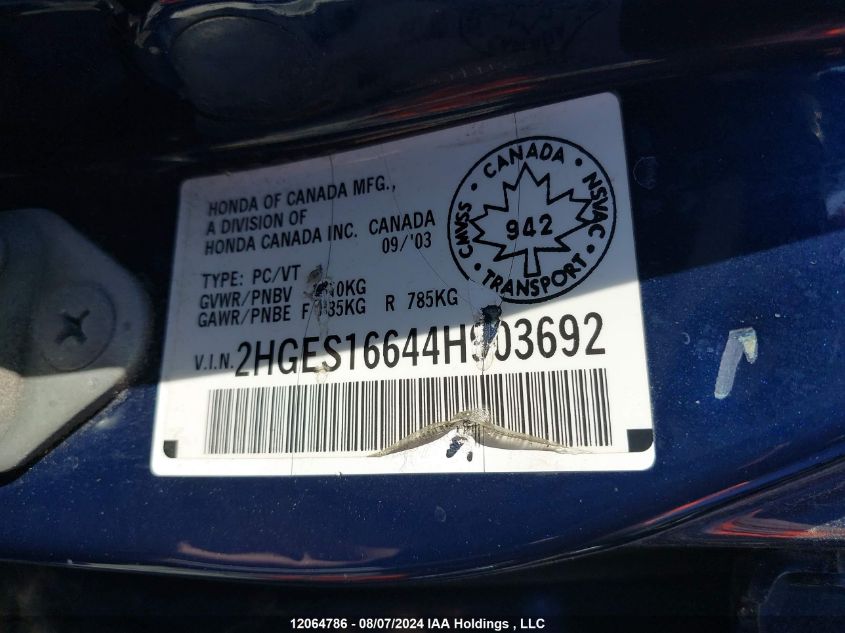 HONDA OF CANADA MFG.,
A DIVISION OF
HONDA CANADA INC. CANADA
09/'03
TYPE: PC/VT
GVWR/PNBV
GAWR/PNBE F R 785KG
V.I.N. 2HGES16644H903692
CANADA · NSVAC · TRANSPORT · CMVSS ·
942
12064786 - 08/07/2024 IAA Holdings , LLC